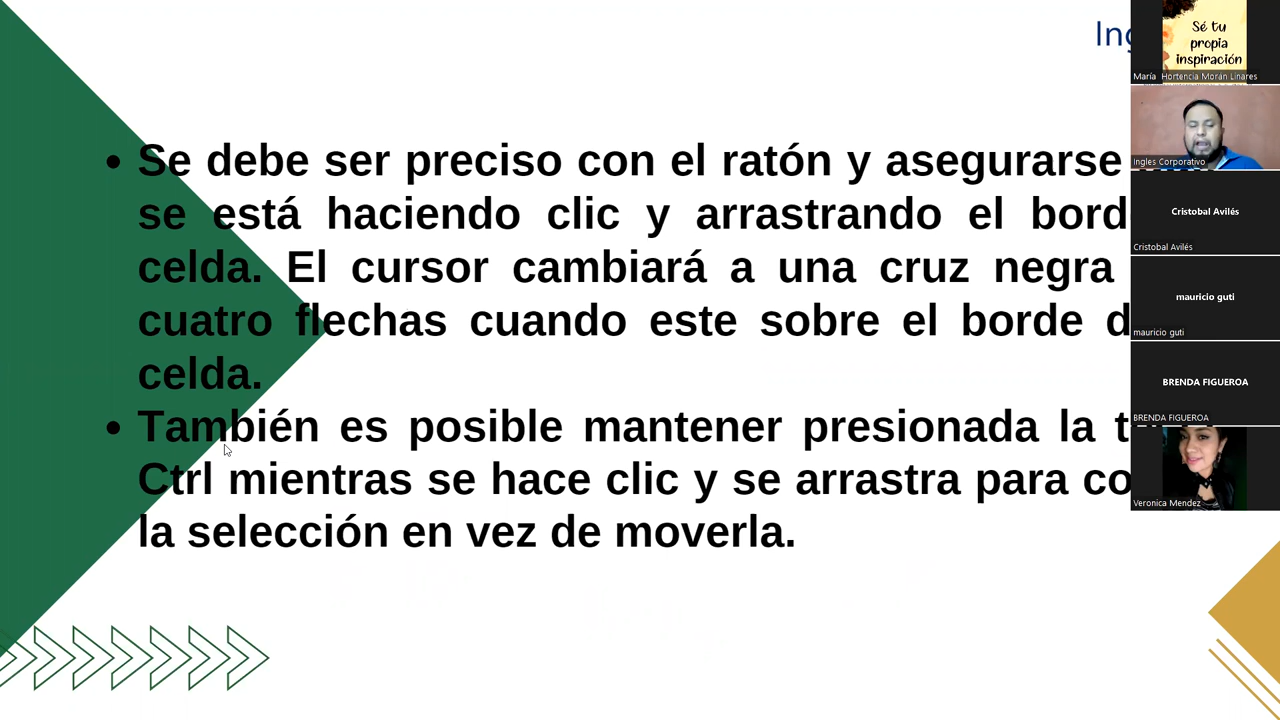 • Se debe ser preciso con el ratón y asegurarse
se está haciendo clic y arrastrando el
celda. El cursor cambiará a una cruz negra
cuatro flechas cuando este sobre el borde
celda.
• También es posible mantener presionada la
Ctrl mientras se hace clic y se arrastra para
la selección en vez de moverla.
Sé tu
propia
inspiración
María Hortencia Morán Linares
Ingles Corporativo
Cristobal Avilés
Cristobal Avilés
mauricio guti
mauricio guti
BRENDA FIGUEROA
BRENDA FIGUEROA
Veronica Mendez